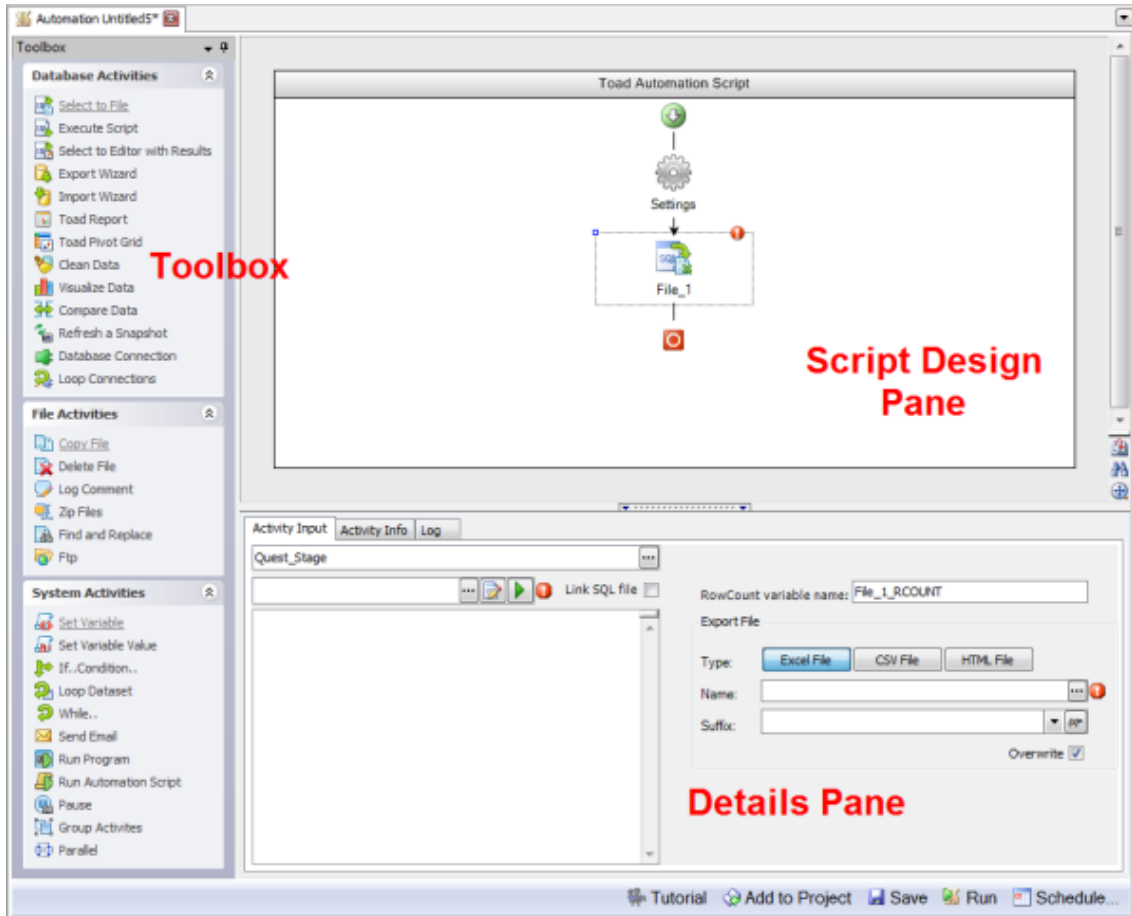 Automation Untitled5*
Toolbox
Database Activities
Select to File
Execute Script
Select to Editor with Results
Export Wizard
Import Wizard
Toad Report
Toad Pivot Grid
Clean Data
Visualize Data
Compare Data
Refresh a Snapshot
Database Connection
Loop Connections
File Activities
Copy File
Delete File
Log Comment
Zip Files
Find and Replace
Ftp
System Activities
Set Variable
Set Variable Value
If..Condition..
Loop Dataset
While..
Send Email
Run Program
Run Automation Script
Pause
Group Activites
Parallel
Toolbox
Toad Automation Script
Settings
SQL
File_1
Script Design
Pane
Activity Input Activity Info Log
Quest_Stage
Link SQL file
RowCount variable name: File_1_RCOUNT
Export File
Type: Excel File CSV File HTML File
Name:
Suffix:
Overwrite
Details Pane
Tutorial Add to Project Save Run Schedule...